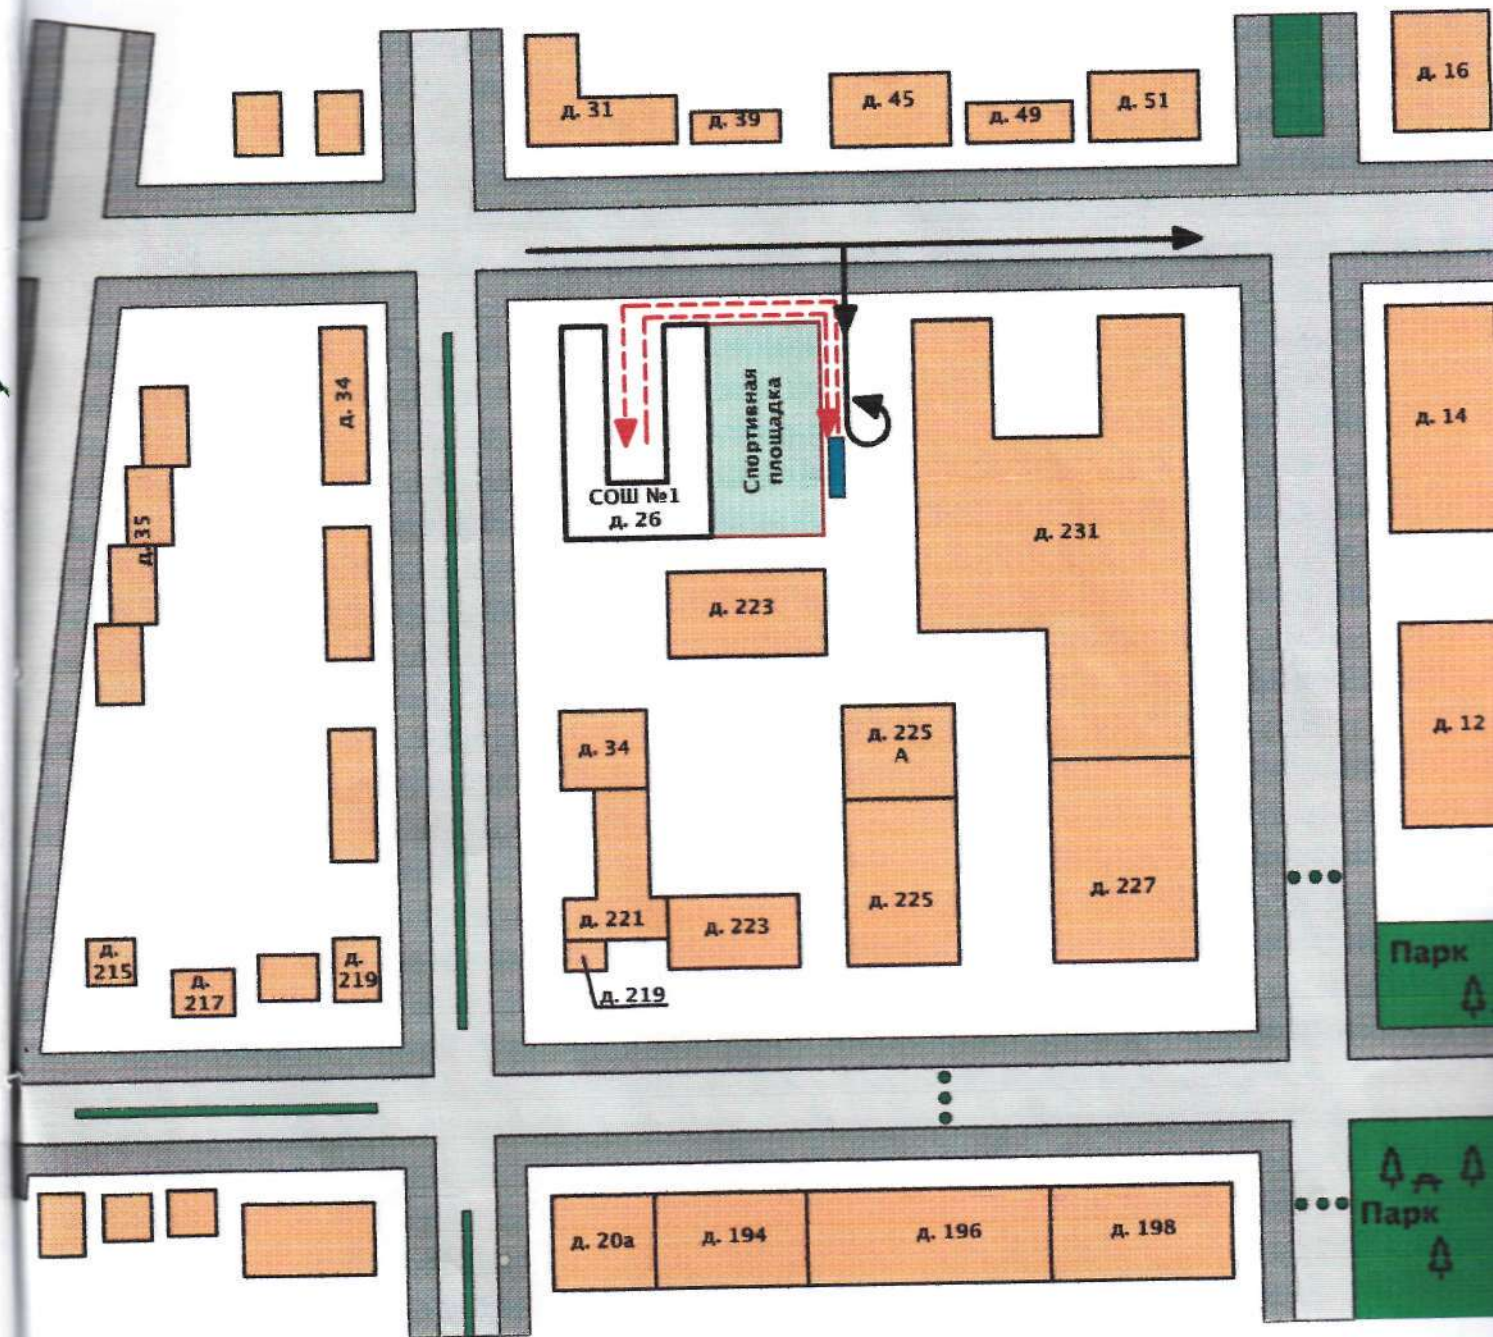 д. 16
д. 31
д. 39
д. 45
д. 49
д. 51
д. 34
д. 35
СОШ №1
д. 26
Спортивная
площадка
д. 231
д. 14
д. 223
д. 34
д. 225
А
д. 12
д. 221
д. 223
д. 225
д. 227
д.
215
д.
217
д.
219
д. 219
Парк
д. 20а
д. 194
д. 196
д. 198
Парк